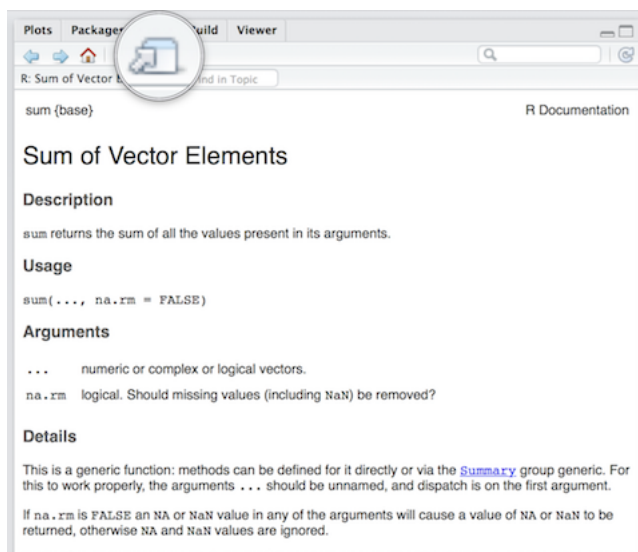 Plots Packages Build Viewer
R: Sum of Vector Find in Topic
sum {base} R Documentation
Sum of Vector Elements
Description
sum returns the sum of all the values present in its arguments.
Usage
sum(..., na.rm = FALSE)
Arguments
... numeric or complex or logical vectors.
na.rm logical. Should missing values (including NaN) be removed?
Details
This is a generic function: methods can be defined for it directly or via the Summary group generic. For
this to work properly, the arguments ... should be unnamed, and dispatch is on the first argument.
If na.rm is FALSE an NA or NaN value in any of the arguments will cause a value of NA or NaN to be
returned, otherwise NA and NaN values are ignored.